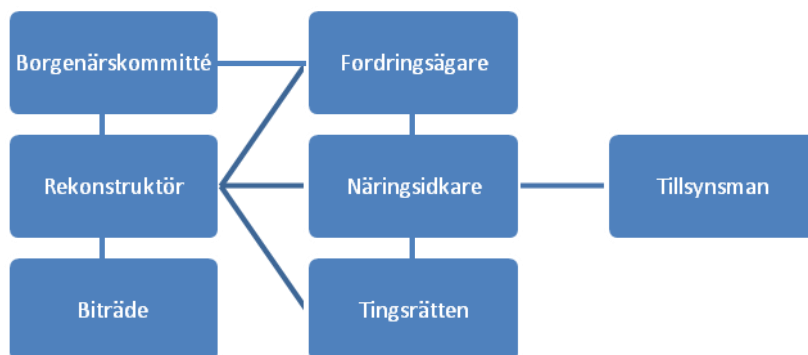 Borgenärskommitté
Fordringsägare
Rekonstruktör
Näringsidkare
Tillsynsman
Biträde
Tingsrätten